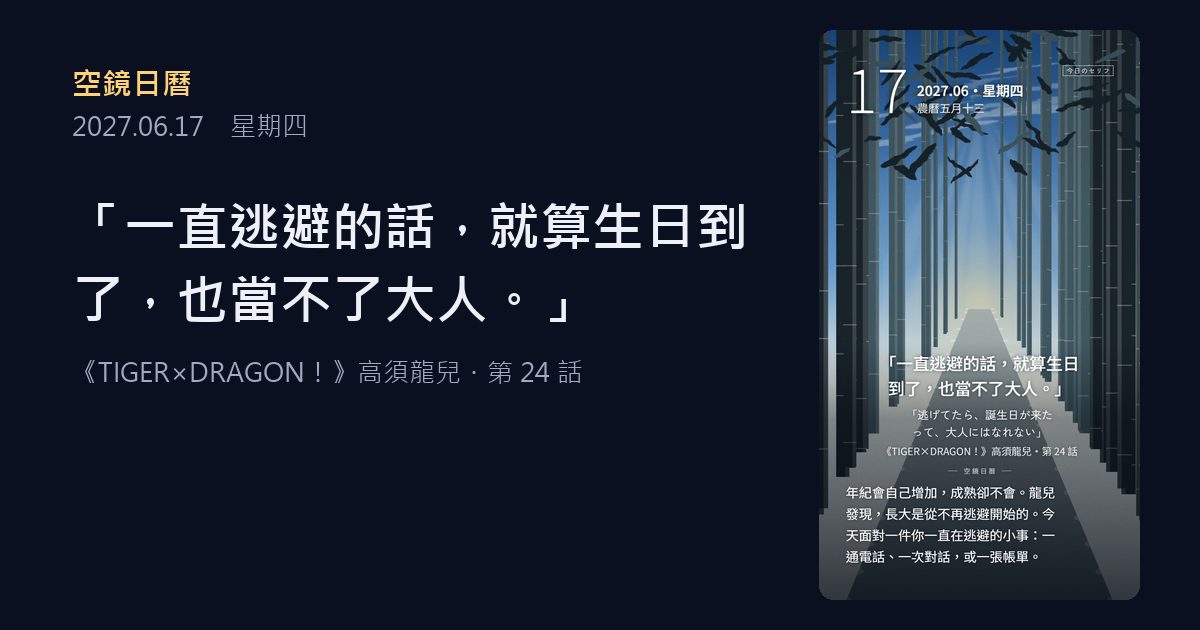 空鏡日曆
2027.06.17 星期四
「一直逃避的話，就算生日到
了，也當不了大人。」
《TIGER×DRAGON！》高須龍兒・第 24 話
17
2027.06・星期四
農曆五月十三
今日のセリフ
「一直逃避的話，就算生日
到了，也當不了大人。」
「逃げてたら、誕生日が来た
って、大人にはなれない」
《TIGER×DRAGON！》高須龍兒・第 24 話
— 空鏡日曆 —
年紀會自己增加，成熟卻不會。龍兒
發現，長大是從不再逃避開始的。今
天面對一件你一直在逃避的小事：一
通電話、一次對話，或一張帳單。